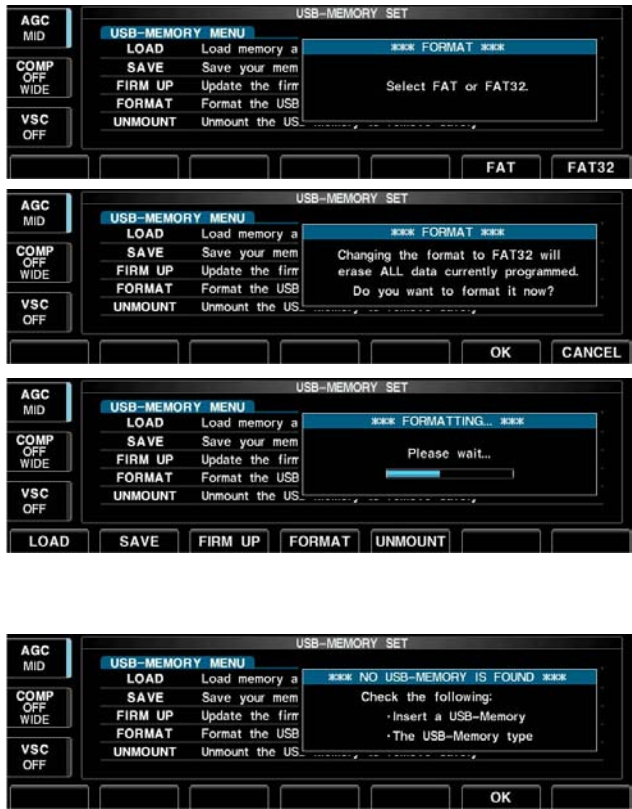 USB-MEMORY SET
AGC
MID
COMP
OFF
WIDE
VSC
OFF
USB-MEMORY MENU
LOAD Load memory a
SAVE Save your mem
FIRM UP Update the firm
FORMAT Format the USB
UNMOUNT Unmount the US
*** FORMAT ***
Select FAT or FAT32.
FAT FAT32
USB-MEMORY SET
AGC
MID
COMP
OFF
WIDE
VSC
OFF
USB-MEMORY MENU
LOAD Load memory a
SAVE Save your mem
FIRM UP Update the firm
FORMAT Format the USB
UNMOUNT Unmount the US
*** FORMAT ***
Changing the format to FAT32 will
erase ALL data currently programmed.
Do you want to format it now?
OK CANCEL
USB-MEMORY SET
AGC
MID
COMP
OFF
WIDE
VSC
OFF
USB-MEMORY MENU
LOAD Load memory a
SAVE Save your mem
FIRM UP Update the firm
FORMAT Format the USB
UNMOUNT Unmount the US
*** FORMATTING... ***
Please wait...
LOAD SAVE FIRM UP FORMAT UNMOUNT
USB-MEMORY SET
AGC
MID
COMP
OFF
WIDE
VSC
OFF
USB-MEMORY MENU
LOAD Load memory a
SAVE Save your mem
FIRM UP Update the firm
FORMAT Format the USB
UNMOUNT Unmount the US
*** NO USB-MEMORY IS FOUND ***
Check the following:
・Insert a USB-Memory
・The USB-Memory type
OK